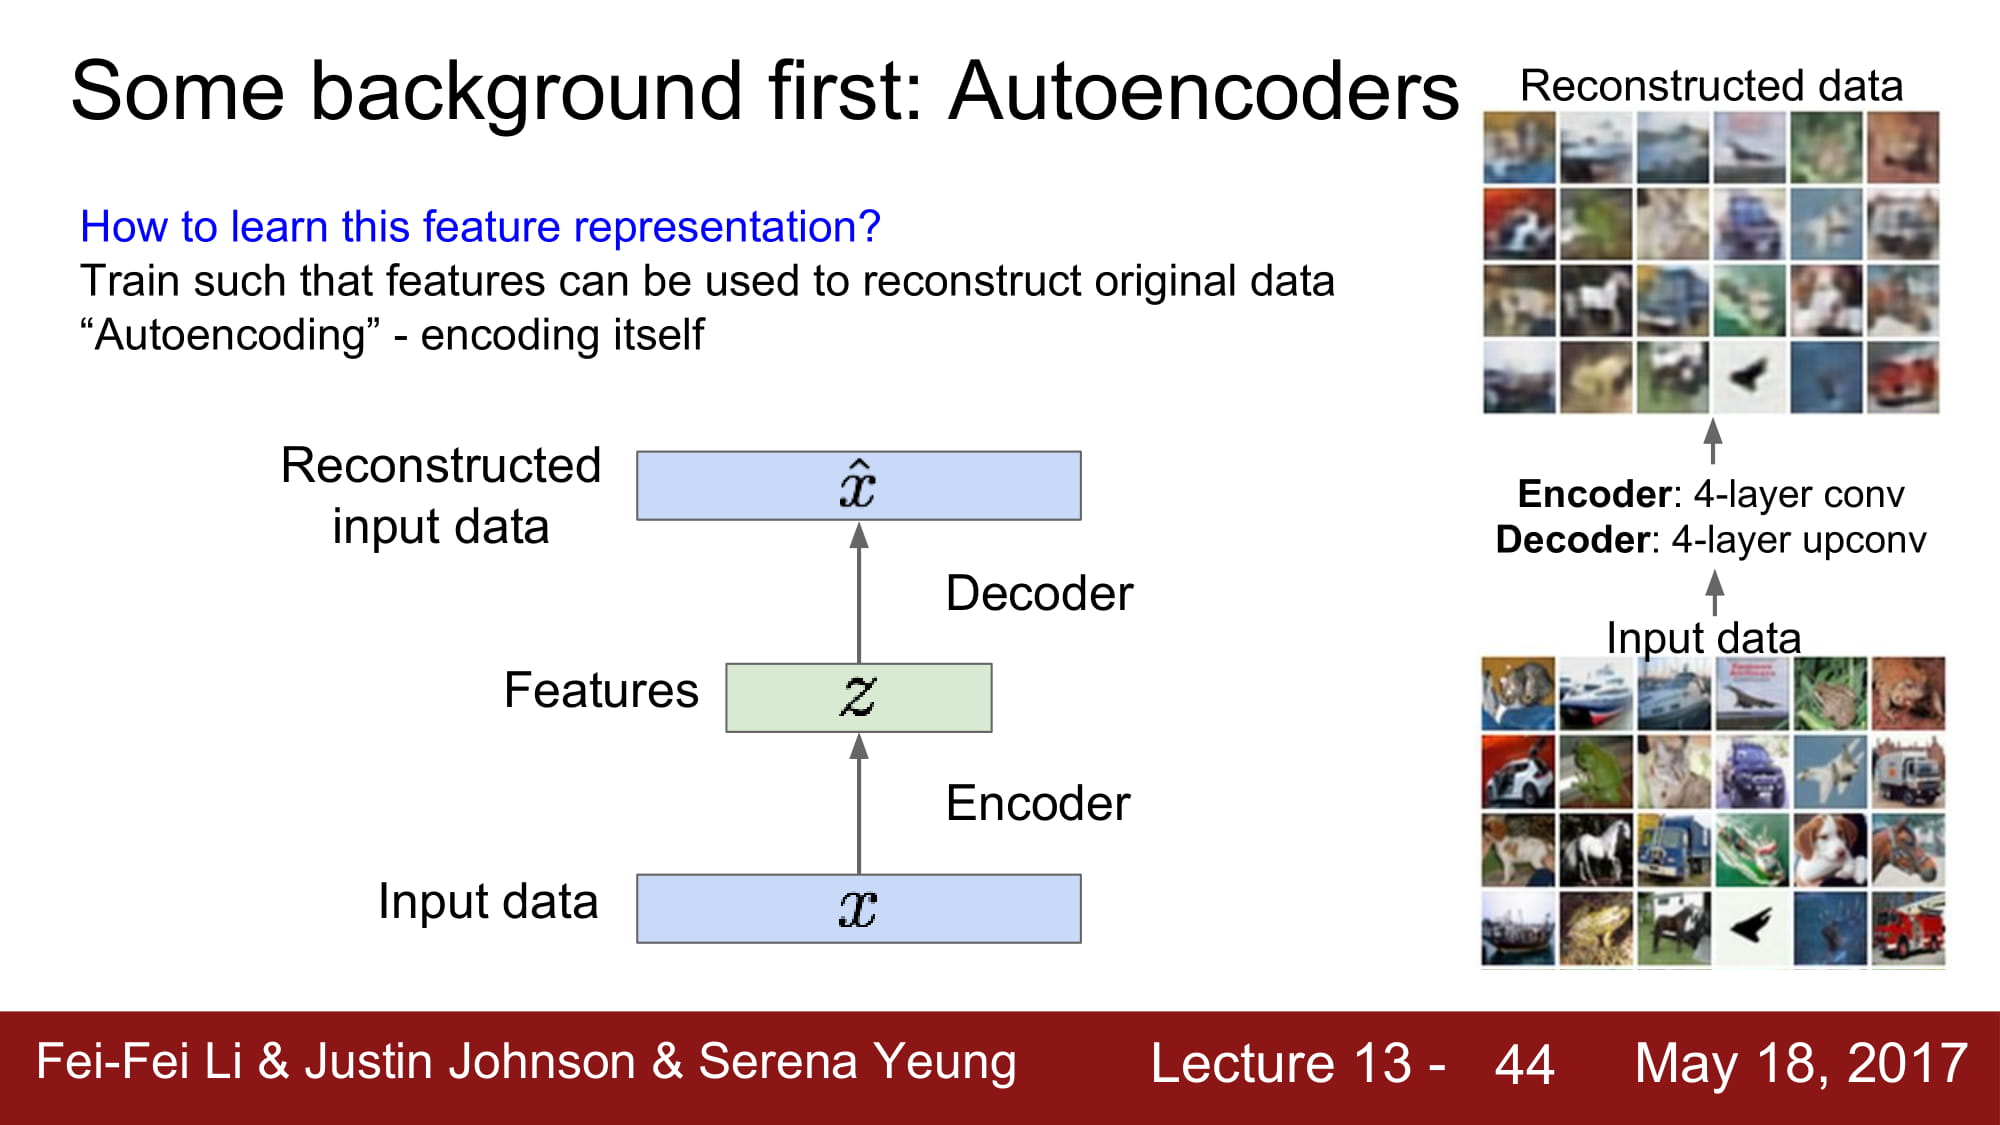 Some background first: Autoencoders
How to learn this feature representation?
Train such that features can be used to reconstruct original data
“Autoencoding” - encoding itself
Reconstructed
input data
x̂
Decoder
Features
z
Encoder
Input data
x
Reconstructed data
Encoder: 4-layer conv
Decoder: 4-layer upconv
Input data
Fei-Fei Li & Justin Johnson & Serena Yeung
Lecture 13 - 44
May 18, 2017